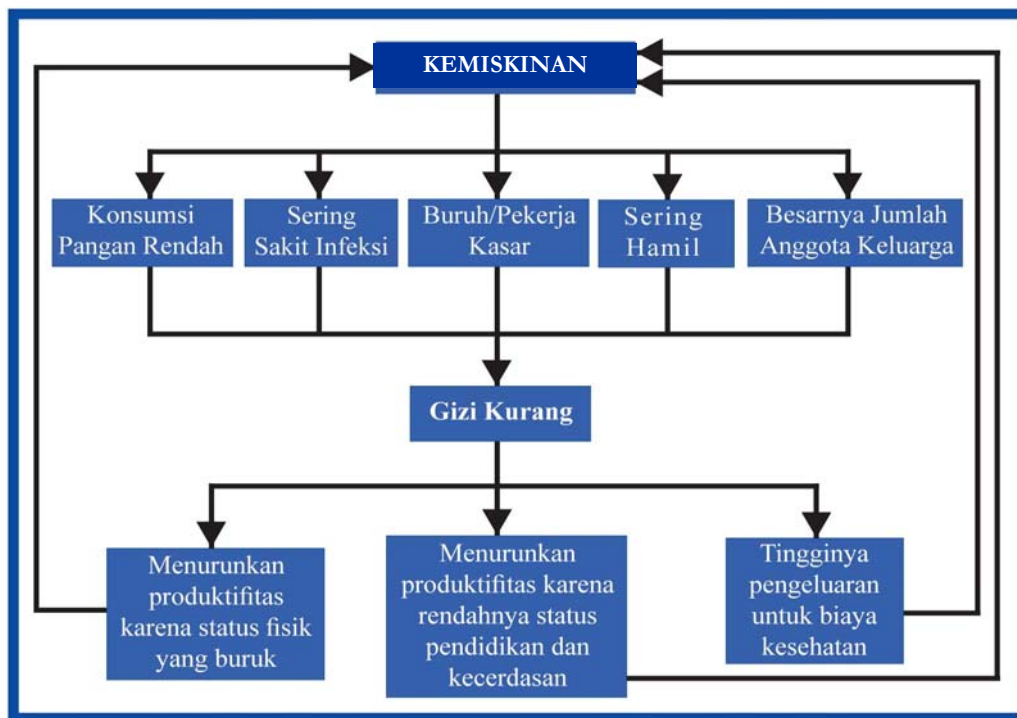 KEMISKINAN
Konsumsi
Pangan Rendah
Sering
Sakit Infeksi
Buruh/Pekerja
Kasar
Sering
Hamil
Besarnya Jumlah
Anggota Keluarga
Gizi Kurang
Menurunkan
produktifitas
karena status fisik
yang buruk
Menurunkan
produktifitas karena
rendahnya status
pendidikan dan
kecerdasan
Tingginya
pengeluaran
untuk biaya
kesehatan